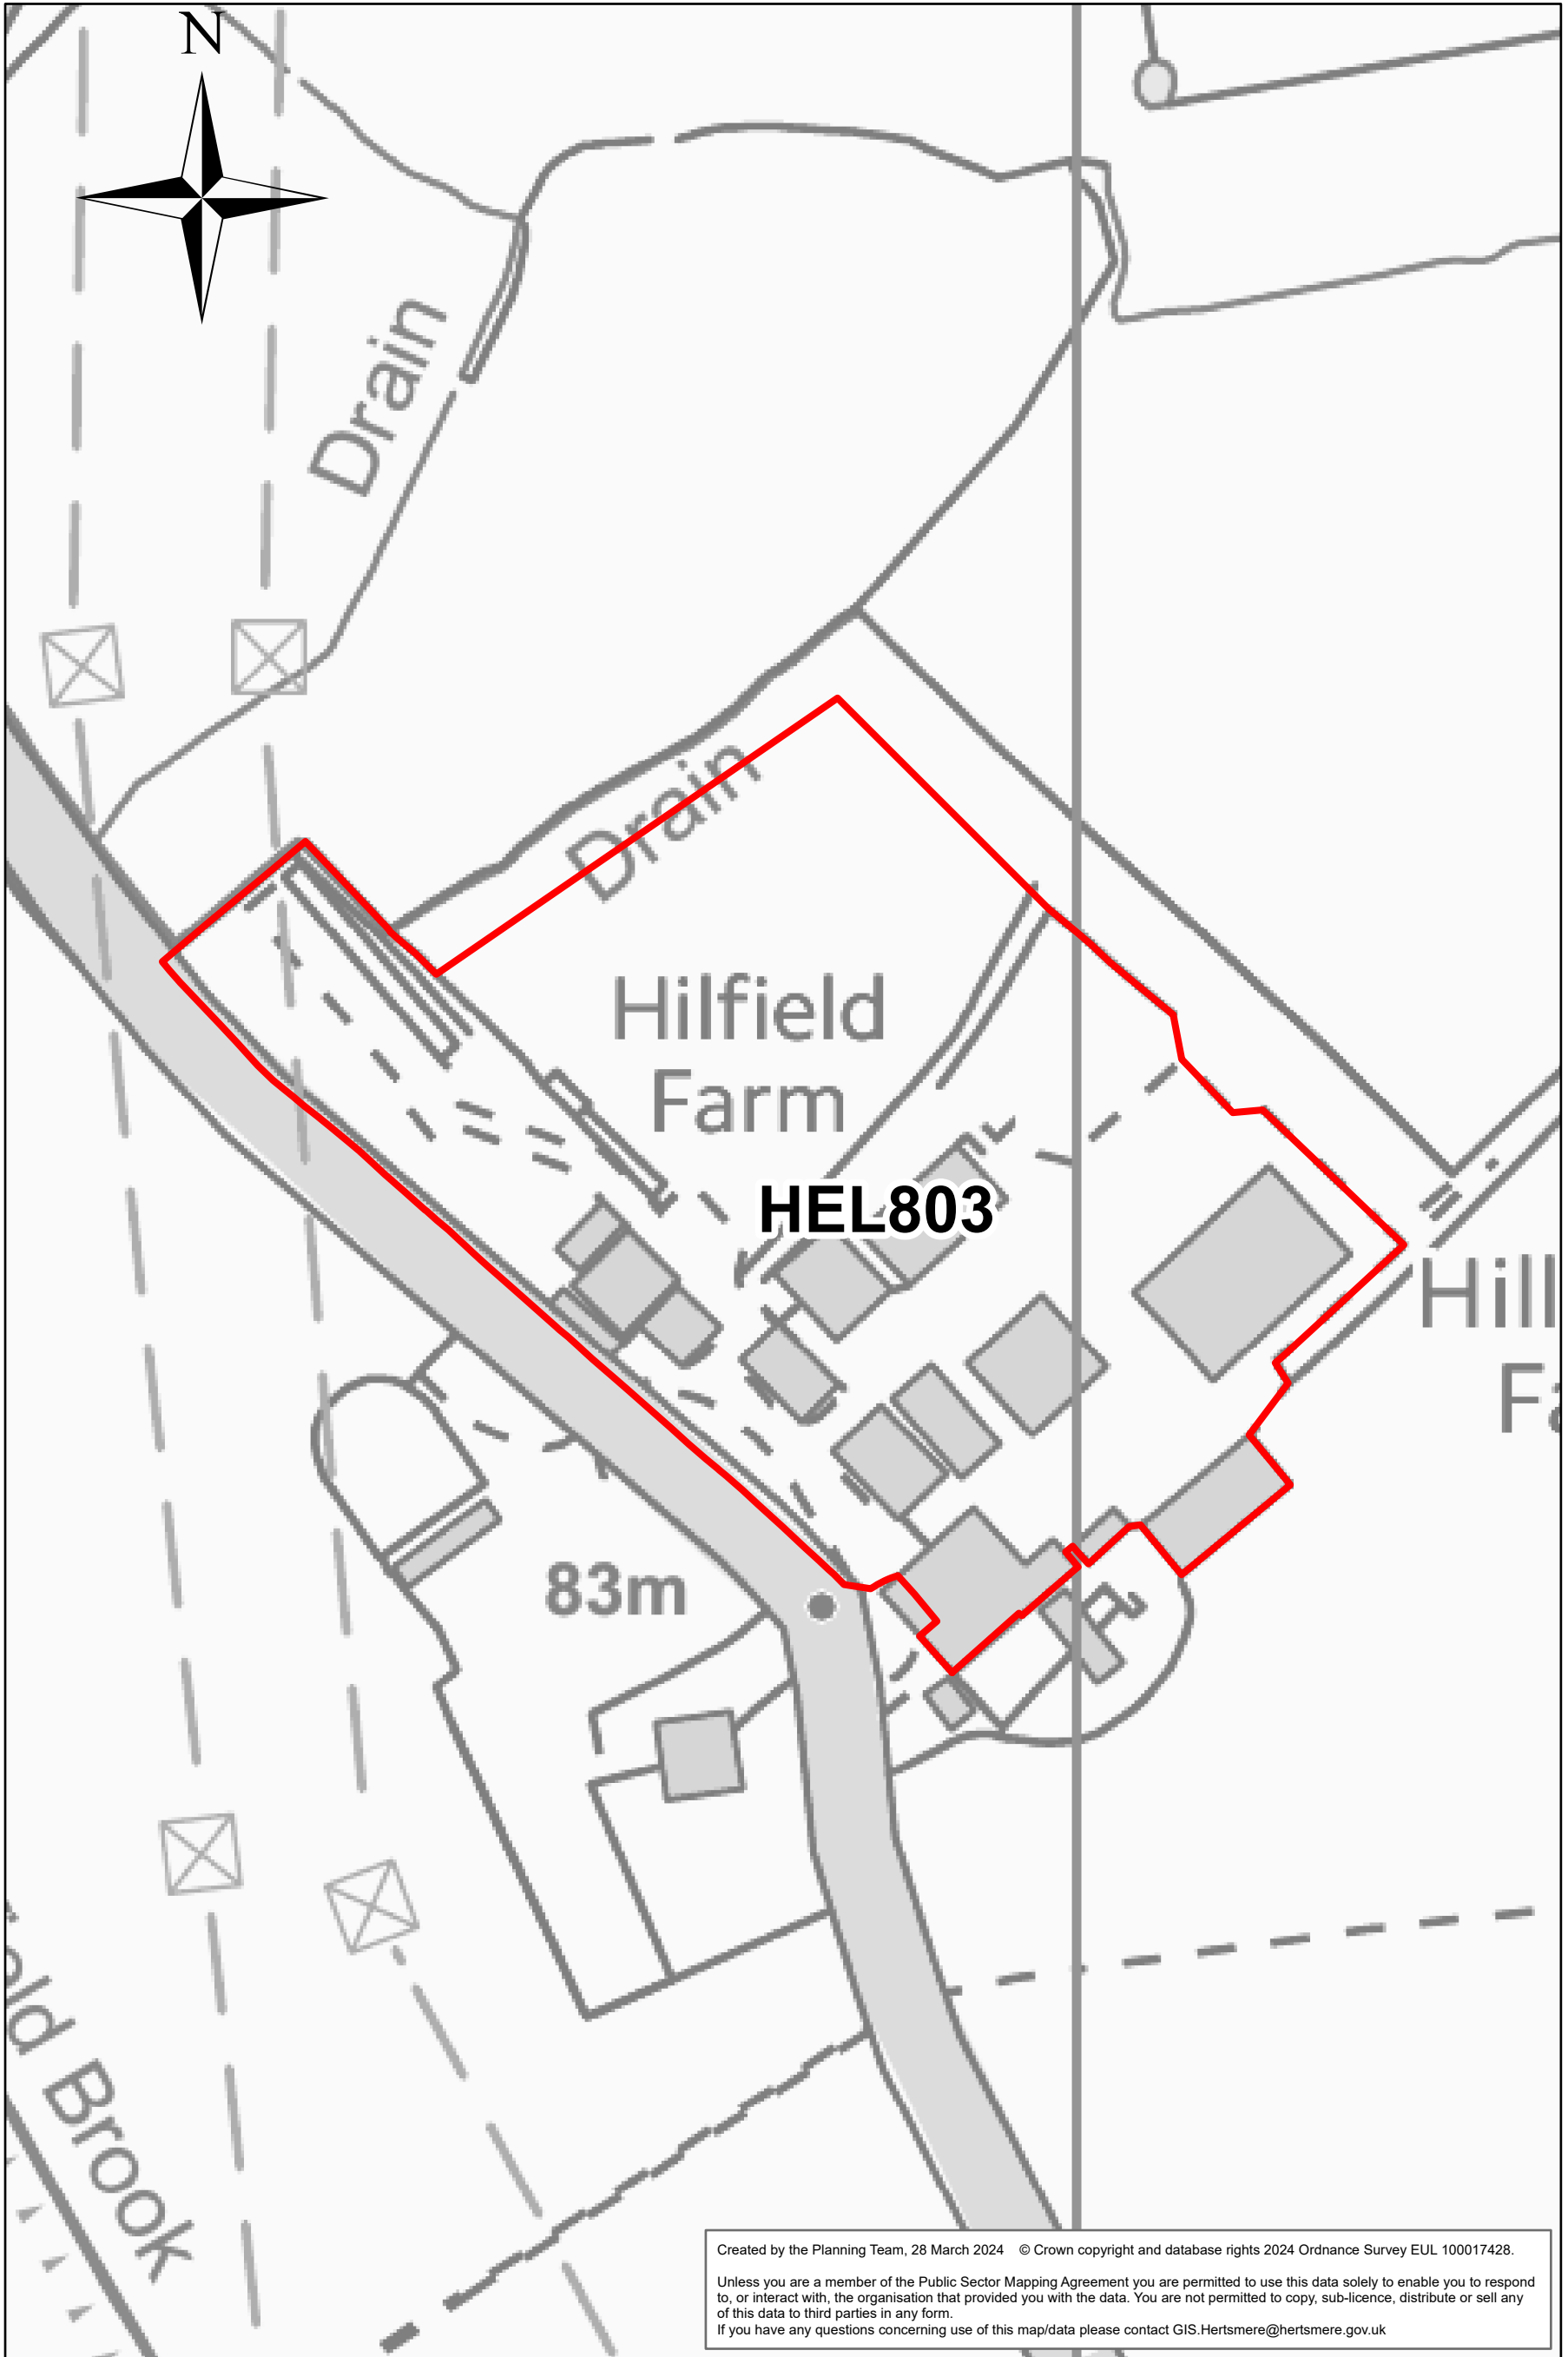 N
Drain
Drain
Hilfield
Farm
HEL803
Hill
83m
Brook
Created by the Planning Team, 28 March 2024 © Crown copyright and database rights 2024 Ordnance Survey EUL 100017428.
Unless you are a member of the Public Sector Mapping Agreement you are permitted to use this data solely to enable you to respond
to, or interact with, the organisation that provided you with the data. You are not permitted to copy, sub-licence, distribute or sell any
of this data to third parties in any form.
If you have any questions concerning use of this map/data please contact GIS.Hertsmere@hertsmere.gov.uk